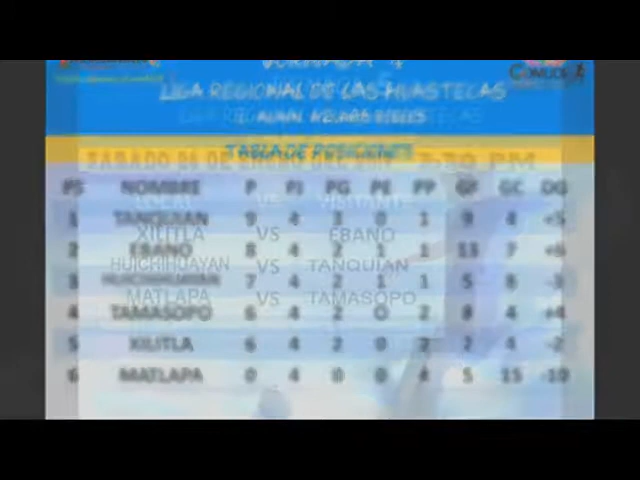 JORNADA 4
COMUDE
LIGA REGIONAL DE LAS HUASTECAS
TABLA DE POSICIONES
7:30 PM
PS NOMBRE P PJ PG PE PP GF GC DG
LOCAL VS VISITANTE
1 TANQUIAN 9 4 3 0 1 9 4 +5
XILITLA VS EBANO
2 EBANO 8 4 1 13 7 +6
HUICHIHUAYAN VS TANQUIAN
3 HUICHIHUAYAN 7 4 2 1 1 5 8 -3
MATLAPA VS TAMASOPO
4 TAMASOPO 6 4 2 0 2 8 4 +4
5 XILITLA 6 4 2 0 2 2 4 -2
6 MATLAPA 0 4 0 0 4 5 15 -10